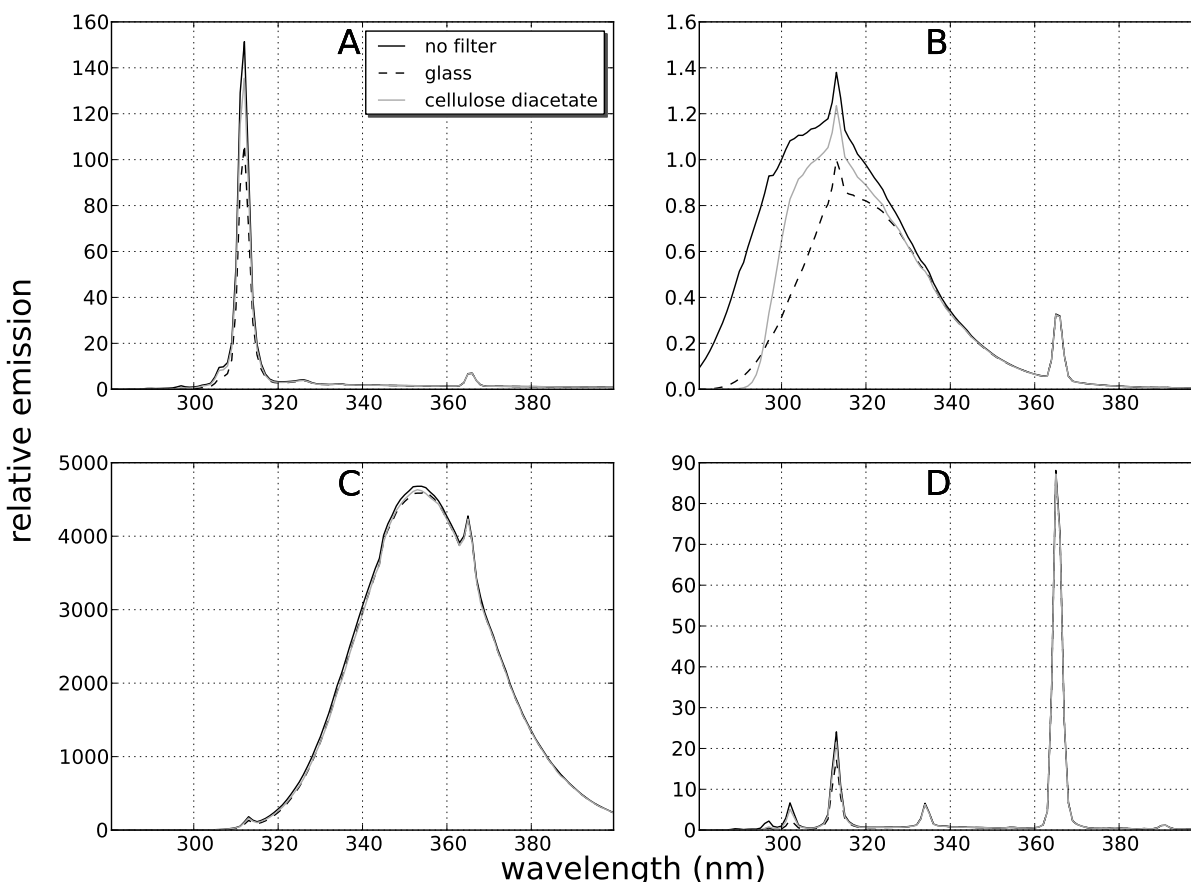 relative emission
A
no filter
glass
cellulose diacetate
160
140
120
100
80
60
40
20
0
300 320 340 360 380
B
1.6
1.4
1.2
1.0
0.8
0.6
0.4
0.2
0.0
300 320 340 360 380
C
5000
4000
3000
2000
1000
0
300 320 340 360 380
D
90
80
70
60
50
40
30
20
10
0
300 320 340 360 380
wavelength (nm)